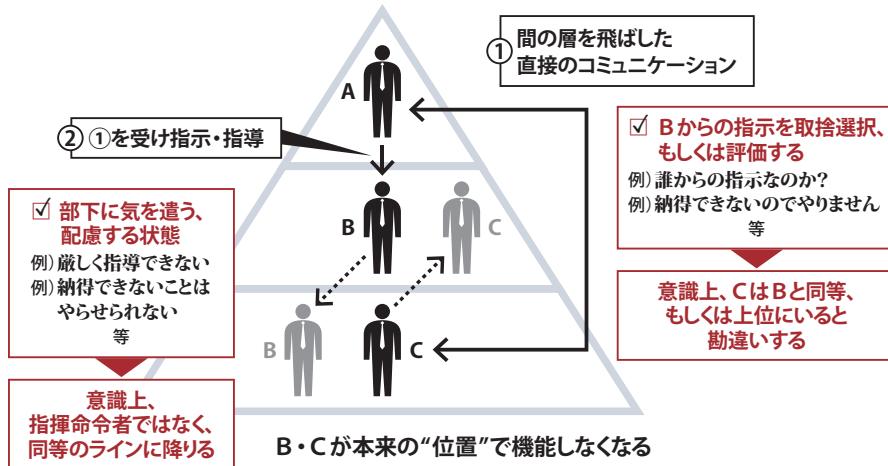 ① 間の層を飛ばした
直接のコミュニケーション
A
② ①を受け指示・指導
☑ Bからの指示を取捨選択、
もしくは評価する
例）誰からの指示なのか?
例）納得できないのでやりません
等
意識上、CはBと同等、
もしくは上位にいると
勘違いする
☑ 部下に気を遣う、
配慮する状態
例）厳しく指導できない
例）納得できないことは
やらせられない
等
意識上、
指揮命令者ではなく、
同等のラインに降りる
B
C
B
C
B・Cが本来の“位置”で機能しなくなる